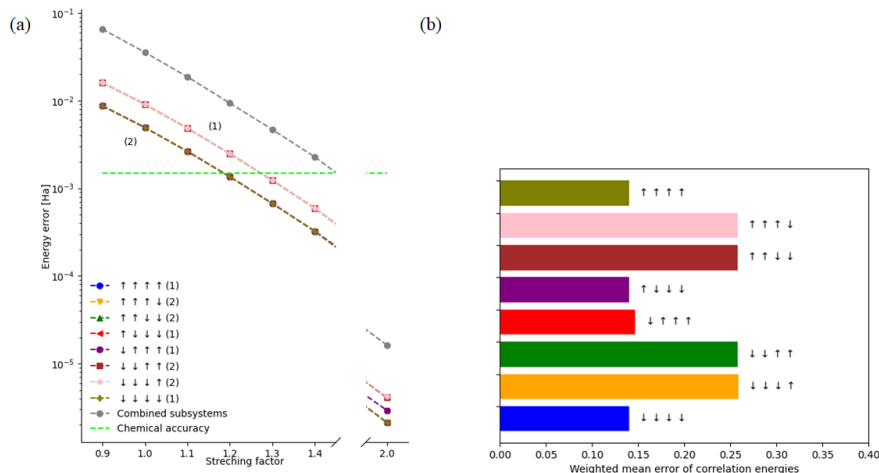 (a)
(b)
10⁻¹
10⁻²
10⁻³
10⁻⁴
10⁻⁵
Energy error [Ha]
(1)
(2)
↑ ↑ ↑ ↑ (1)
↑ ↑ ↑ ↓ (2)
↑ ↑ ↓ ↓ (2)
↑ ↓ ↓ ↓ (1)
↓ ↑ ↑ ↑ (1)
↓ ↓ ↑ ↑ (2)
↓ ↓ ↓ ↑ (2)
↓ ↓ ↓ ↓ (1)
Combined subsystems
Chemical accuracy
0.9 1.0 1.1 1.2 1.3 1.4 2.0
Streching factor
↑ ↑ ↑ ↑
↑ ↑ ↑ ↓
↑ ↑ ↓ ↓
↑ ↓ ↓ ↓
↓ ↑ ↑ ↑
↓ ↓ ↑ ↑
↓ ↓ ↓ ↑
↓ ↓ ↓ ↓
0.00 0.05 0.10 0.15 0.20 0.25 0.30 0.35 0.40
Weighted mean error of correlation energies